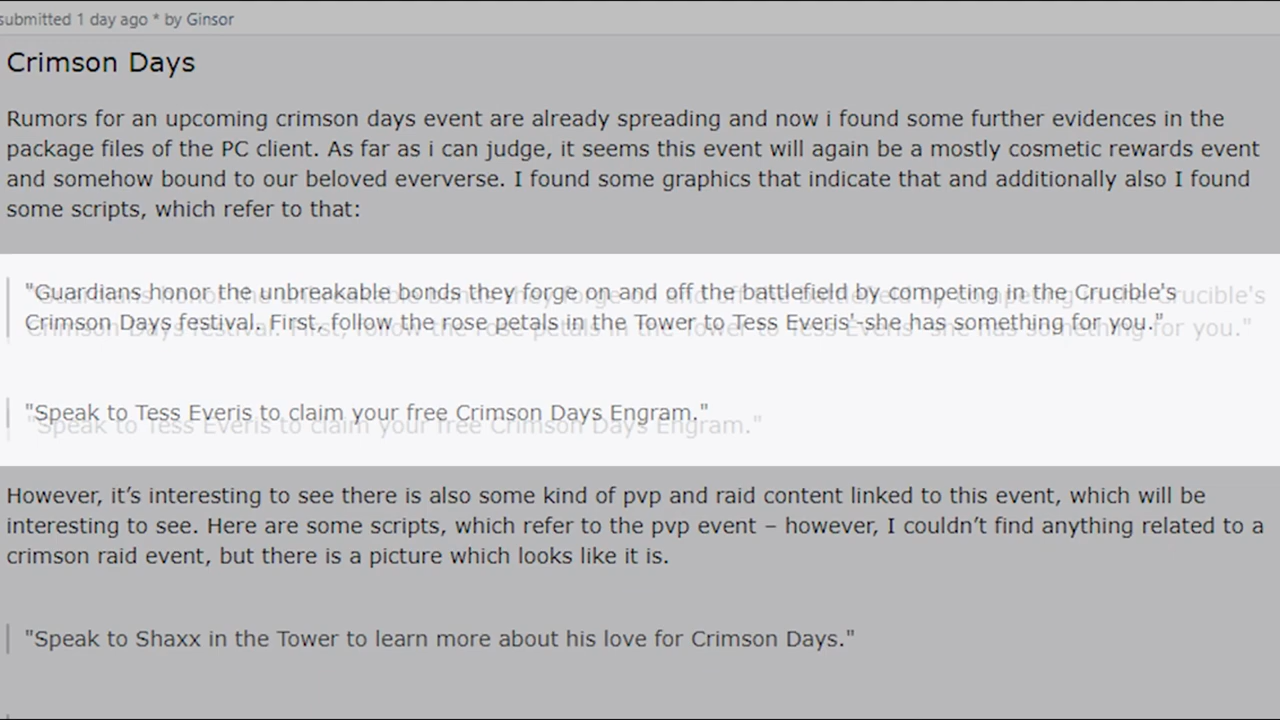 submitted 1 day ago * by Ginsor
Crimson Days
Rumors for an upcoming crimson days event are already spreading and now i found some further evidences in the
package files of the PC client. As far as i can judge, it seems this event will again be a mostly cosmetic rewards event
and somehow bound to our beloved eververse. I found some graphics that indicate that and additionally also I found
some scripts, which refer to that:
"Guardians honor the unbreakable bonds they forge on and off the battlefield by competing in the Crucible's
Crimson Days festival. First, follow the rose petals in the Tower to Tess Everis'-she has something for you."
"Speak to Tess Everis to claim your free Crimson Days Engram."
However, it’s interesting to see there is also some kind of pvp and raid content linked to this event, which will be
interesting to see. Here are some scripts, which refer to the pvp event – however, I couldn’t find anything related to a
crimson raid event, but there is a picture which looks like it is.
"Speak to Shaxx in the Tower to learn more about his love for Crimson Days."